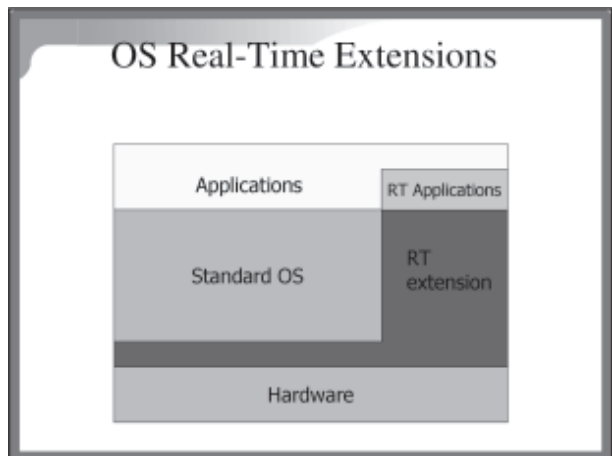 OS Real-Time Extensions
Applications
RT Applications
Standard OS
RT
extension
Hardware